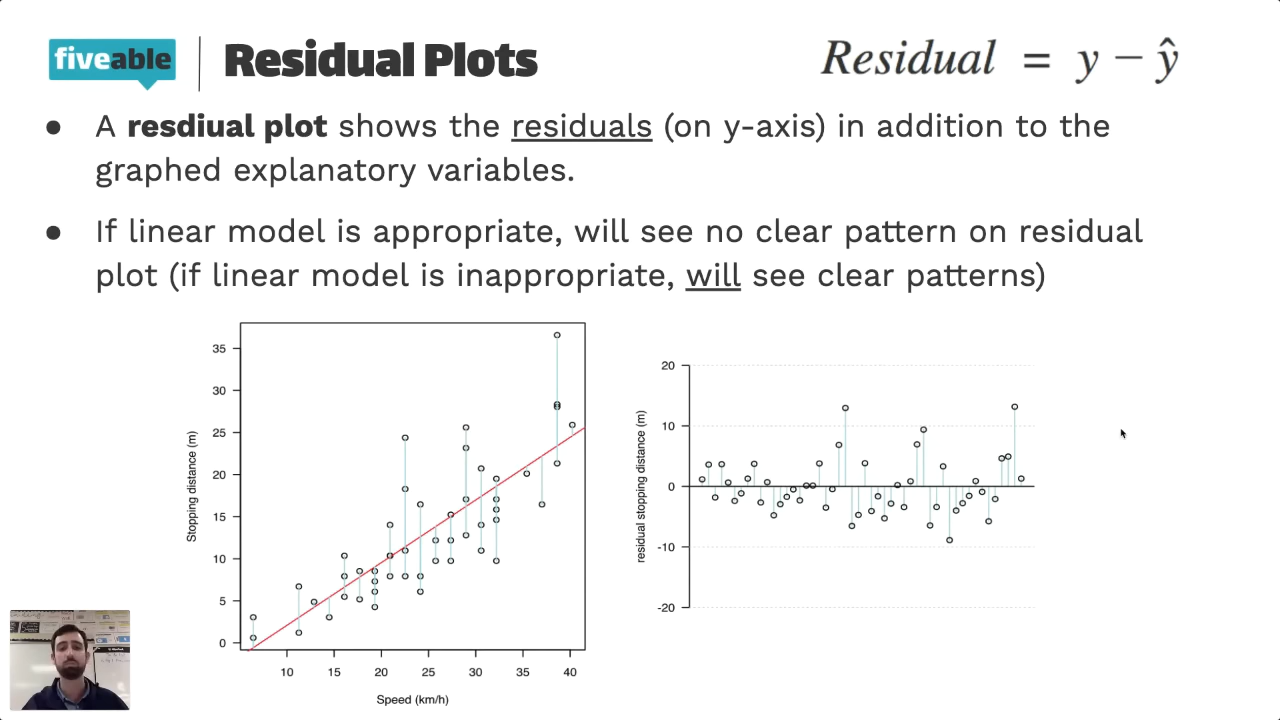 fiveable
Residual Plots
Residual = y − ŷ
● A resdiual plot shows the residuals (on y-axis) in addition to the
graphed explanatory variables.
● If linear model is appropriate, will see no clear pattern on residual
plot (if linear model is inappropriate, will see clear patterns)
Stopping distance (m)
35
30
25
20
15
10
5
0
10 15 20 25 30 35 40
Speed (km/h)
residual stopping distance (m)
20
10
0
-10
-20